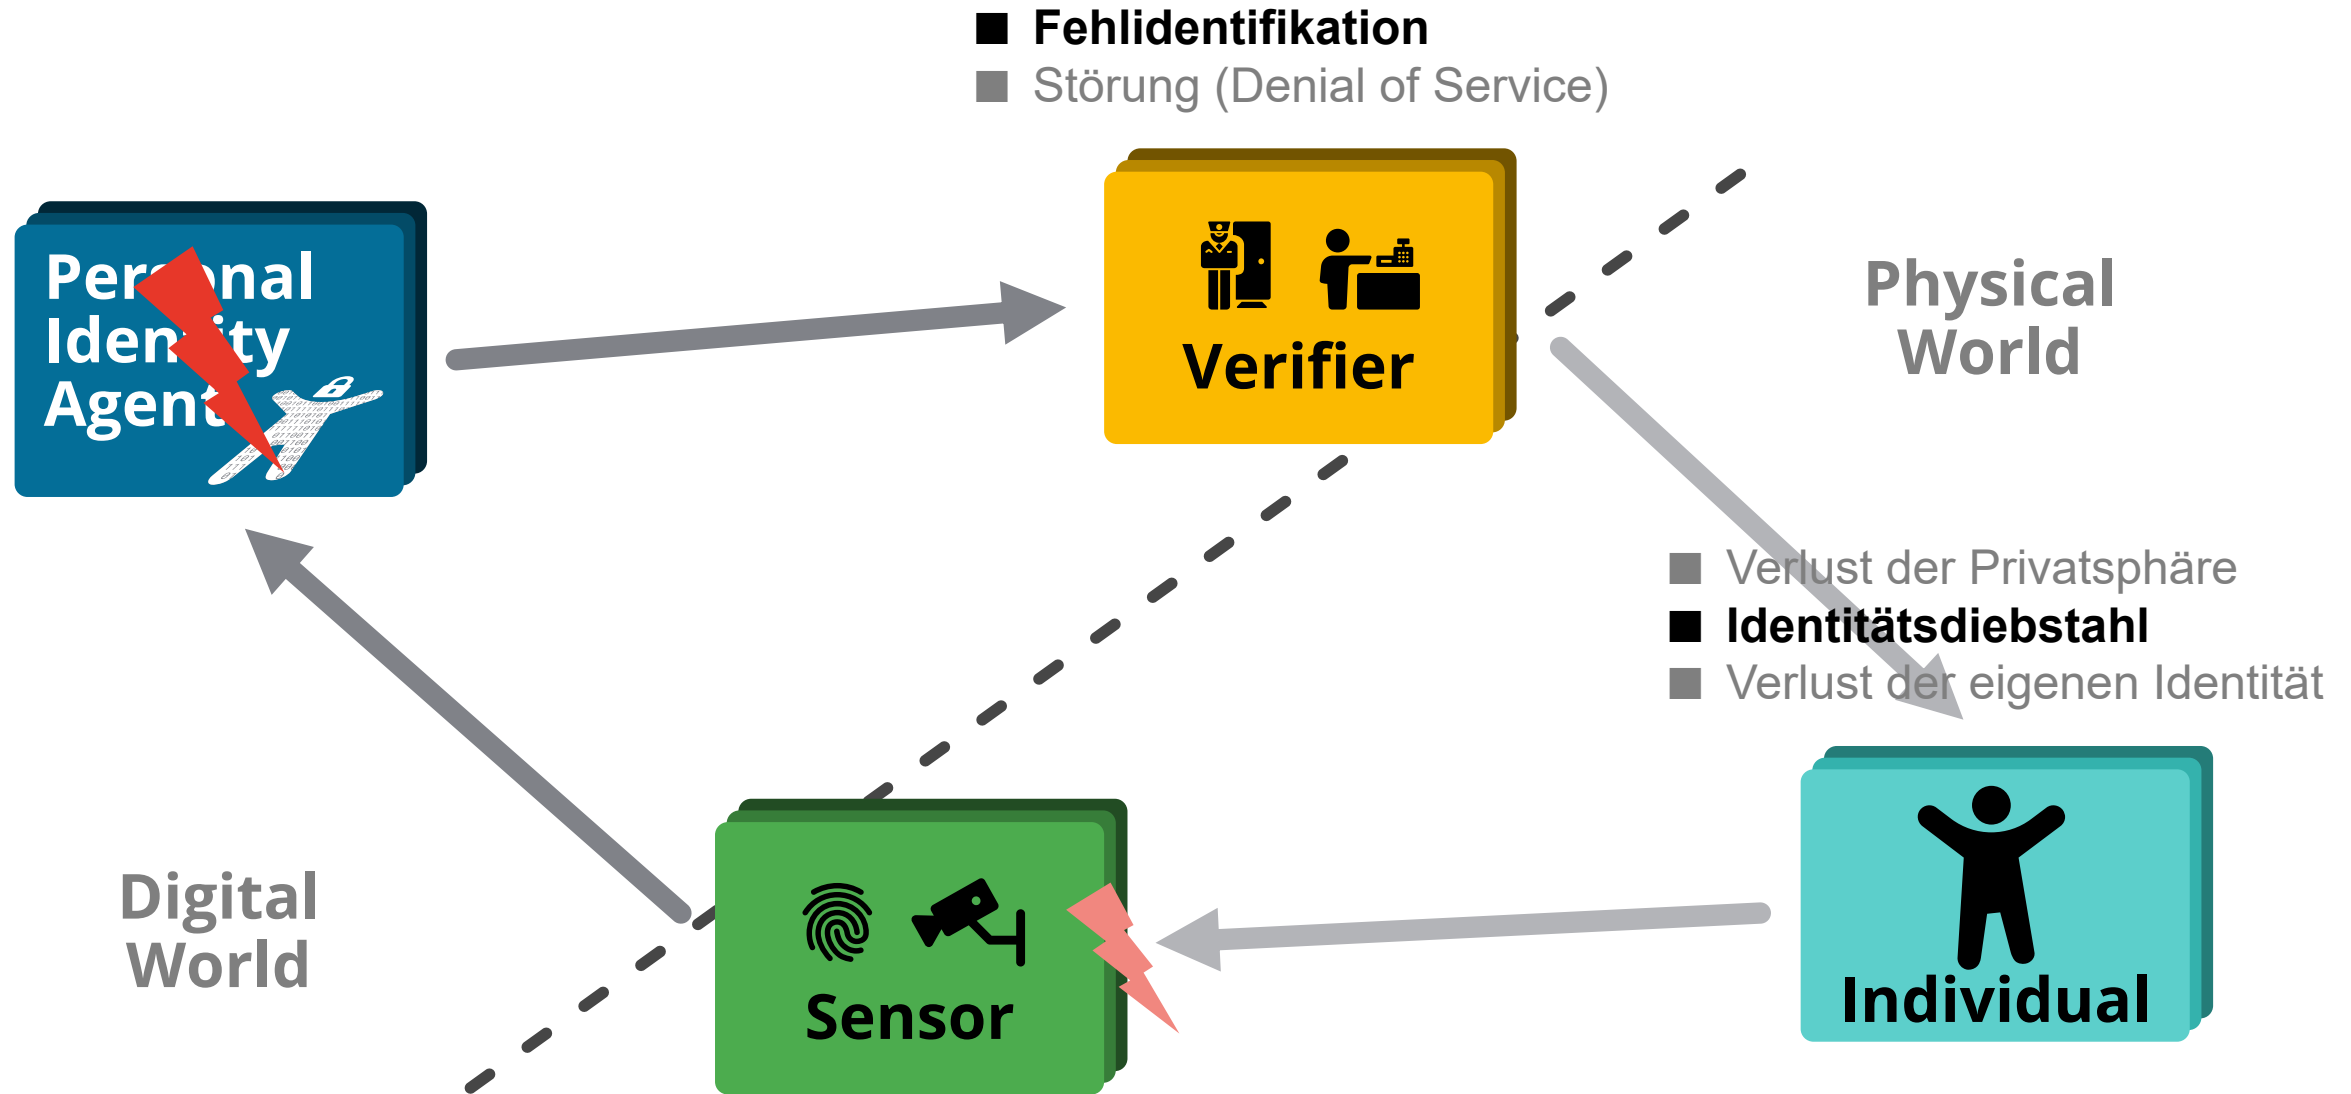 Fehlidentifikation
Störung (Denial of Service)
Personal
Identity
Agent
Verifier
Physical
World
Verlust der Privatsphäre
Identitätsdiebstahl
Verlust der eigenen Identität
Digital
World
Sensor
Individual